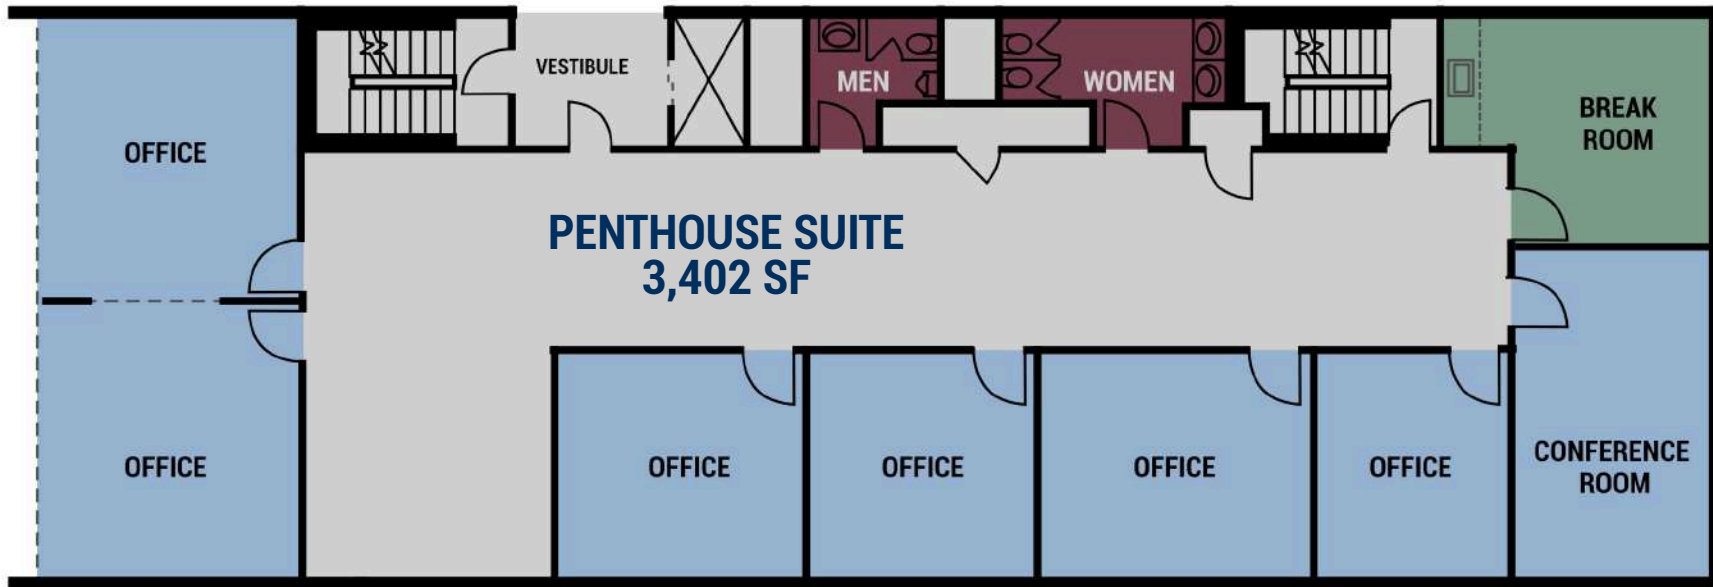 VESTIBULE
MEN
WOMEN
BREAK
ROOM
OFFICE
PENTHOUSE SUITE
3,402 SF
OFFICE
OFFICE
OFFICE
OFFICE
OFFICE
CONFERENCE
ROOM